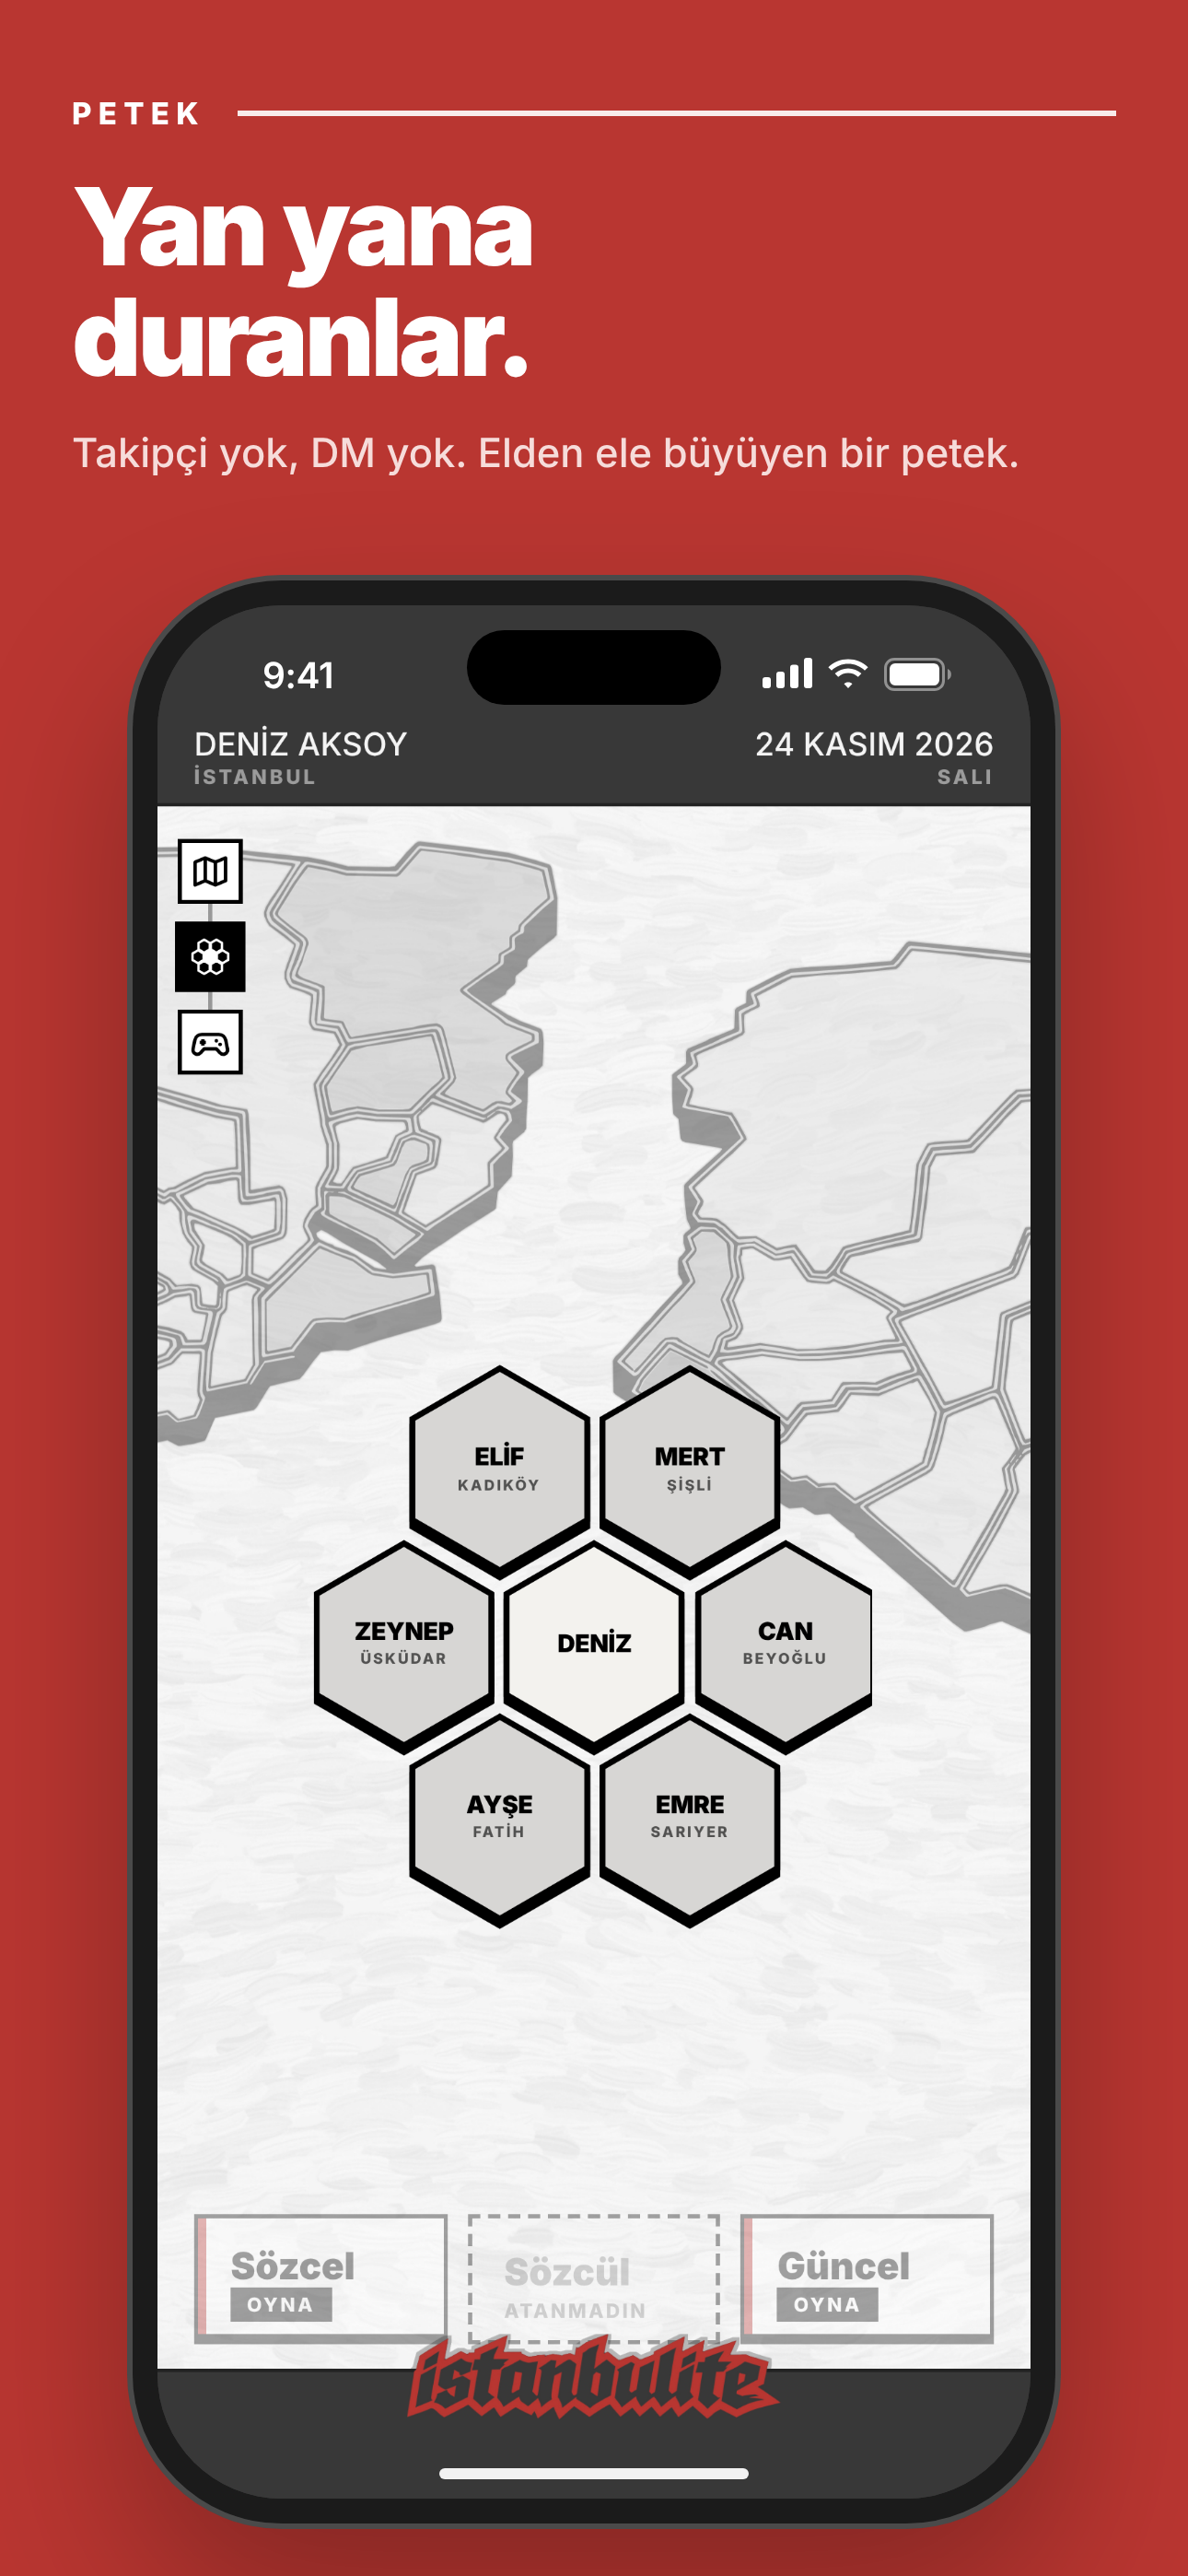 PETEK
Yan yana
duranlar.
Takipçi yok, DM yok. Elden ele büyüyen bir petek.
9:41
DENİZ AKSOY
24 KASIM 2026
İSTANBUL
SALI
ELİF
KADIKÖY
MERT
ŞİŞLİ
ZEYNEP
ÜSKÜDAR
DENİZ
CAN
BEYOĞLU
AYŞE
FATİH
EMRE
SARIYER
Sözcel
OYNA
Sözcül
ATANMADIN
Güncel
OYNA
istanbulite